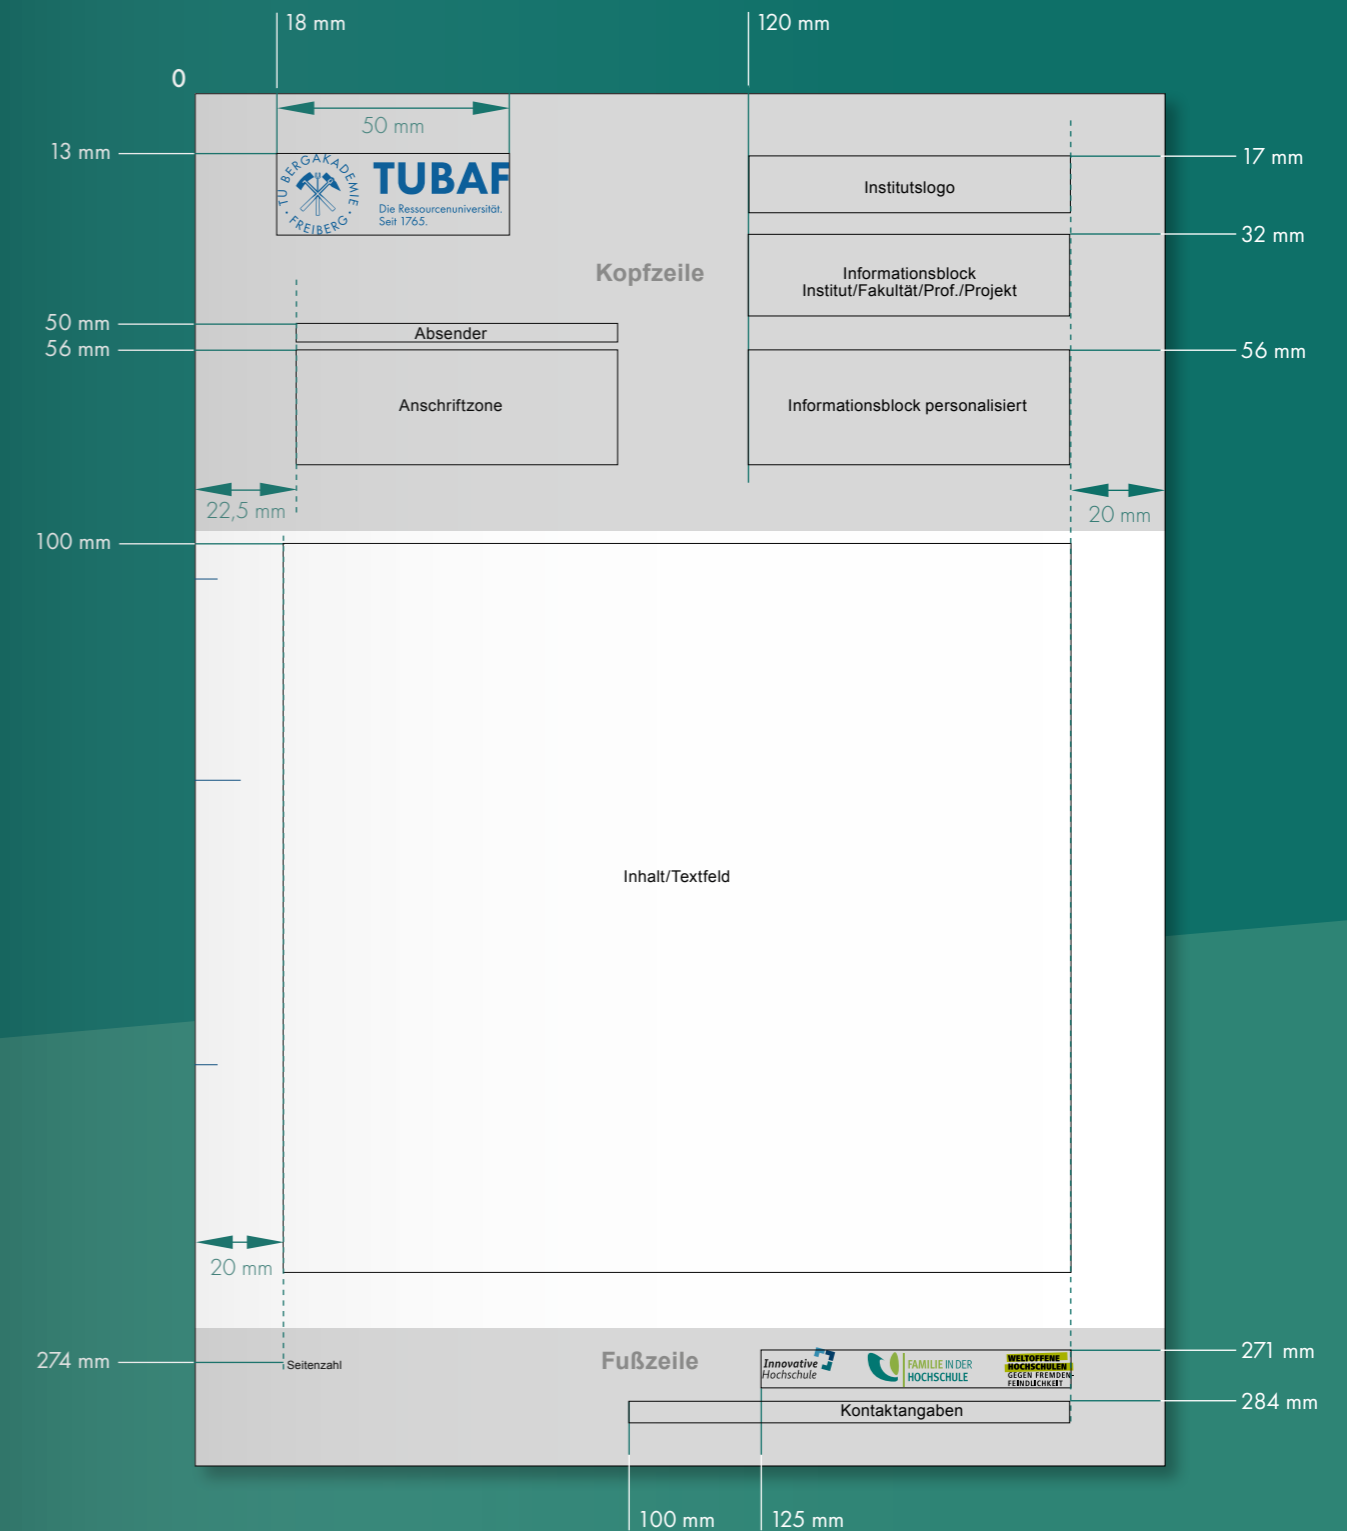 18 mm
120 mm
0
50 mm
13 mm
17 mm
TU BERGAKADEMIE
· FREIBERG ·
TUBAF
Die Ressourcenuniversität.
Seit 1765.
Institutslogo
32 mm
Kopfzeile
Informationsblock
Institut/Fakultät/Prof./Projekt
50 mm
Absender
56 mm
56 mm
Anschriftzone
Informationsblock personalisiert
22,5 mm
20 mm
100 mm
Inhalt/Textfeld
20 mm
274 mm
Seitenzahl
Fußzeile
Innovative
Hochschule
FAMILIE IN DER
HOCHSCHULE
WELTOFFENE
HOCHSCHULEN
GEGEN FREMDEN-
FEINDLICHKEIT
271 mm
Kontaktangaben
284 mm
100 mm
125 mm